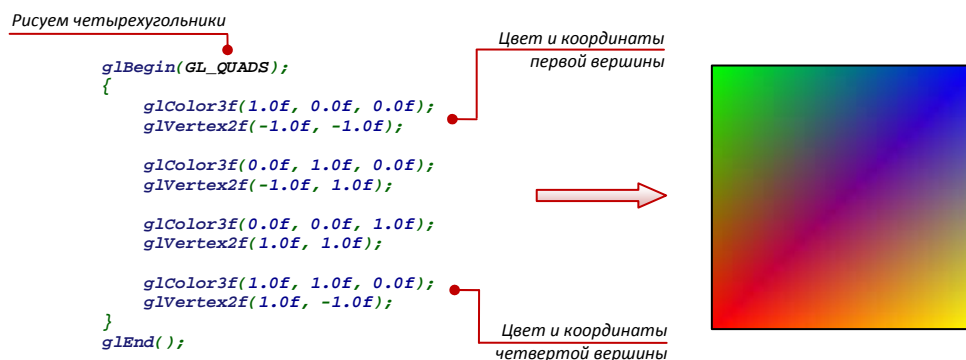 Рисуем четырехугольники
Цвет и координаты
первой вершины
glBegin(GL_QUADS);
{
glColor3f(1.0f, 0.0f, 0.0f);
glVertex2f(-1.0f, -1.0f);
glColor3f(0.0f, 1.0f, 0.0f);
glVertex2f(-1.0f, 1.0f);
glColor3f(0.0f, 0.0f, 1.0f);
glVertex2f(1.0f, 1.0f);
glColor3f(1.0f, 1.0f, 0.0f);
glVertex2f(1.0f, -1.0f);
}
glEnd();
Цвет и координаты
четвертой вершины